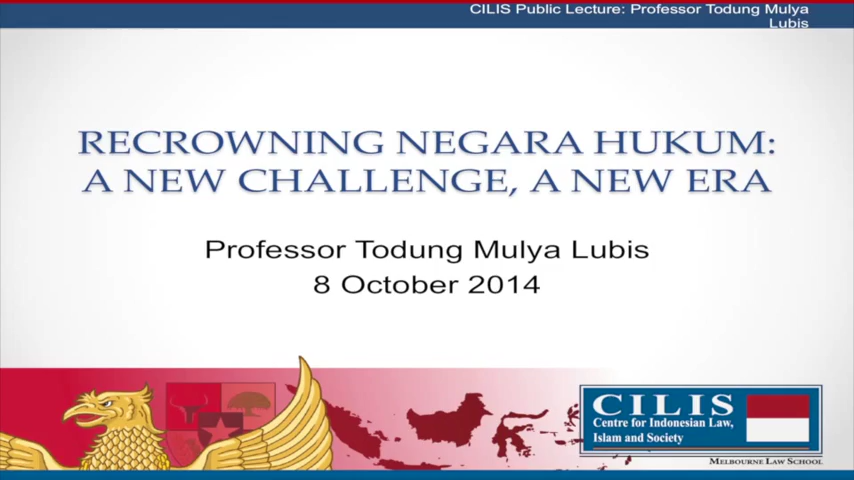 CILIS Public Lecture: Professor Todung Mulya
Lubis
RECROWNING NEGARA HUKUM:
A NEW CHALLENGE, A NEW ERA
Professor Todung Mulya Lubis
8 October 2014
CILIS
Centre for Indonesian Law,
Islam and Society
MELBOURNE LAW SCHOOL